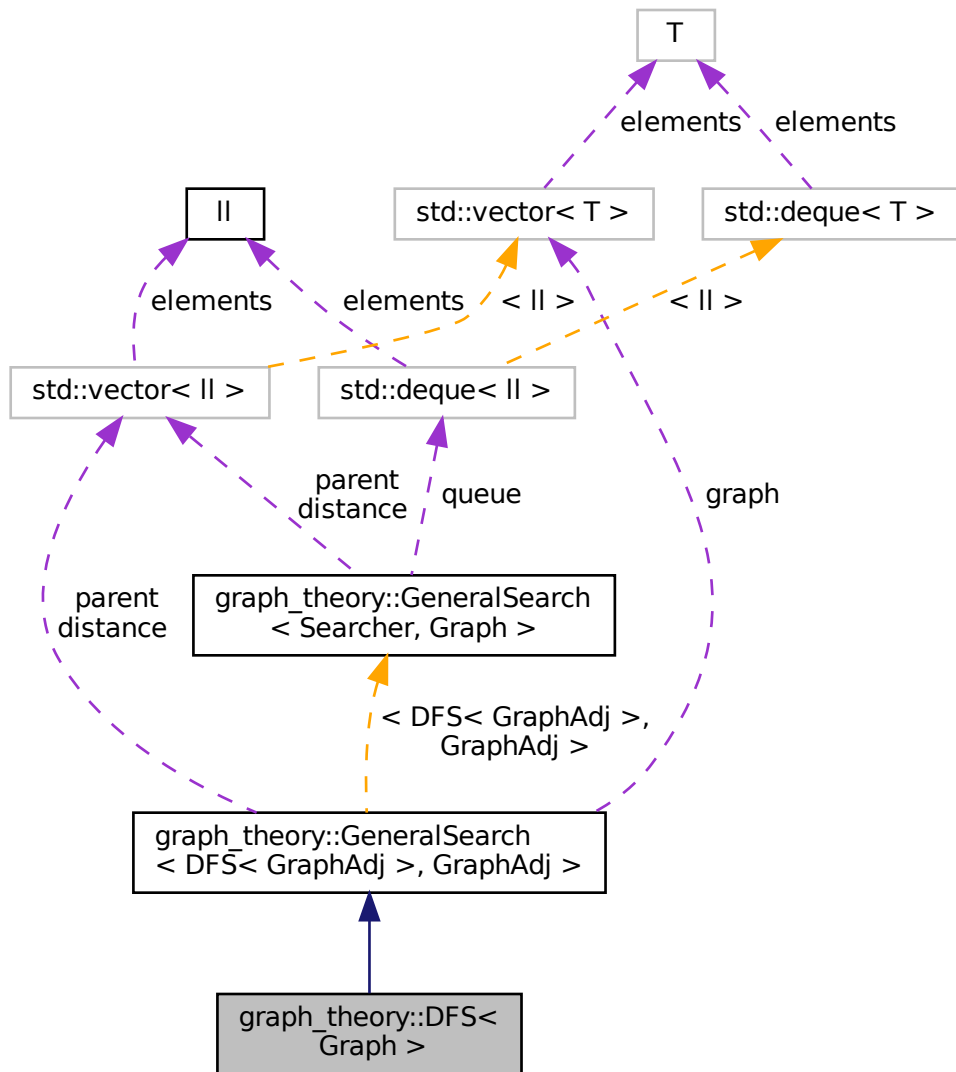 T
elements
elements
ll
std::vector< T >
std::deque< T >
elements
elements
< ll >
< ll >
std::vector< ll >
std::deque< ll >
parent
distance
queue
graph
graph_theory::GeneralSearch
< Searcher, Graph >
parent
distance
< DFS< GraphAdj >,
GraphAdj >
graph_theory::GeneralSearch
< DFS< GraphAdj >, GraphAdj >
graph_theory::DFS<
Graph >